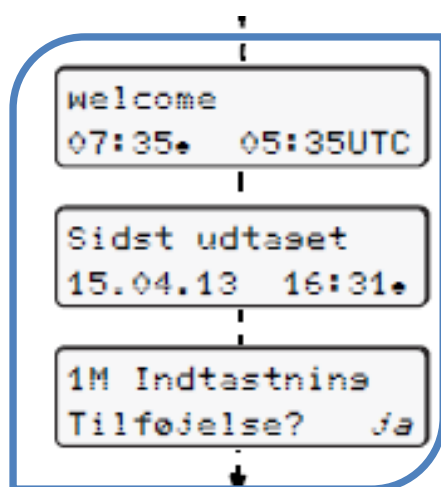 welcome
07:35• 05:35UTC
Sidst udtaget
15.04.13 16:31•
1M Indtastning
Tilføjelse? ja